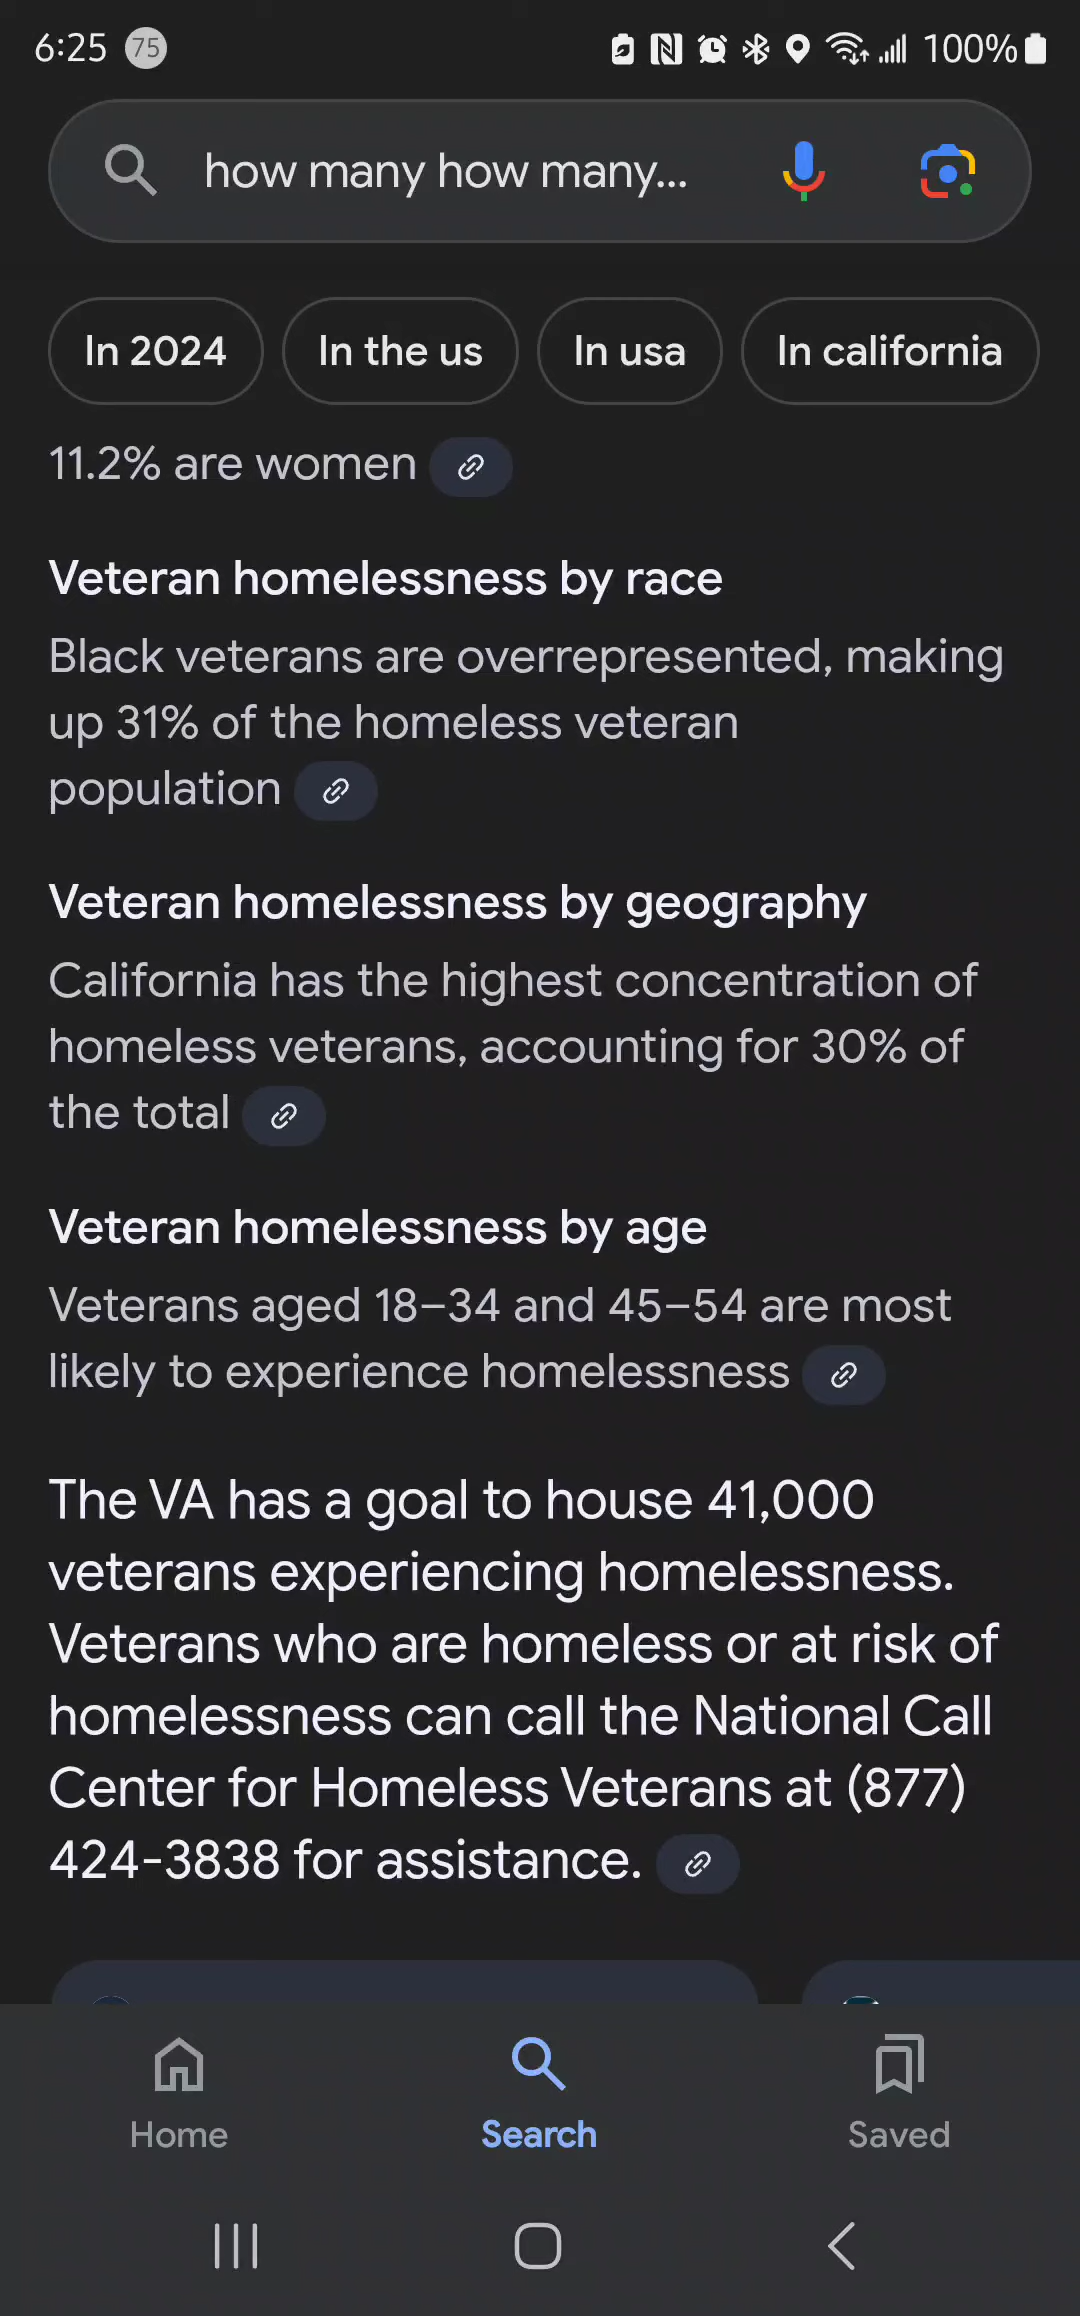 6:25 75 100%
how many how many...
In 2024 In the us In usa In california
11.2% are women
Veteran homelessness by race
Black veterans are overrepresented, making
up 31% of the homeless veteran
population
Veteran homelessness by geography
California has the highest concentration of
homeless veterans, accounting for 30% of
the total
Veteran homelessness by age
Veterans aged 18–34 and 45–54 are most
likely to experience homelessness
The VA has a goal to house 41,000
veterans experiencing homelessness.
Veterans who are homeless or at risk of
homelessness can call the National Call
Center for Homeless Veterans at (877)
424-3838 for assistance.
Home Search Saved